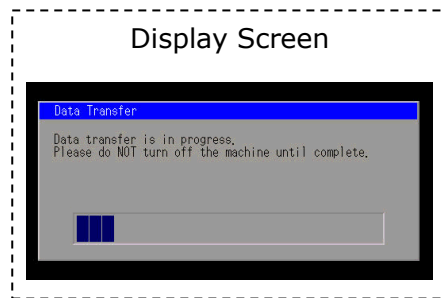 Display Screen
Data Transfer
Data transfer is in progress.
Please do NOT turn off the machine until complete.